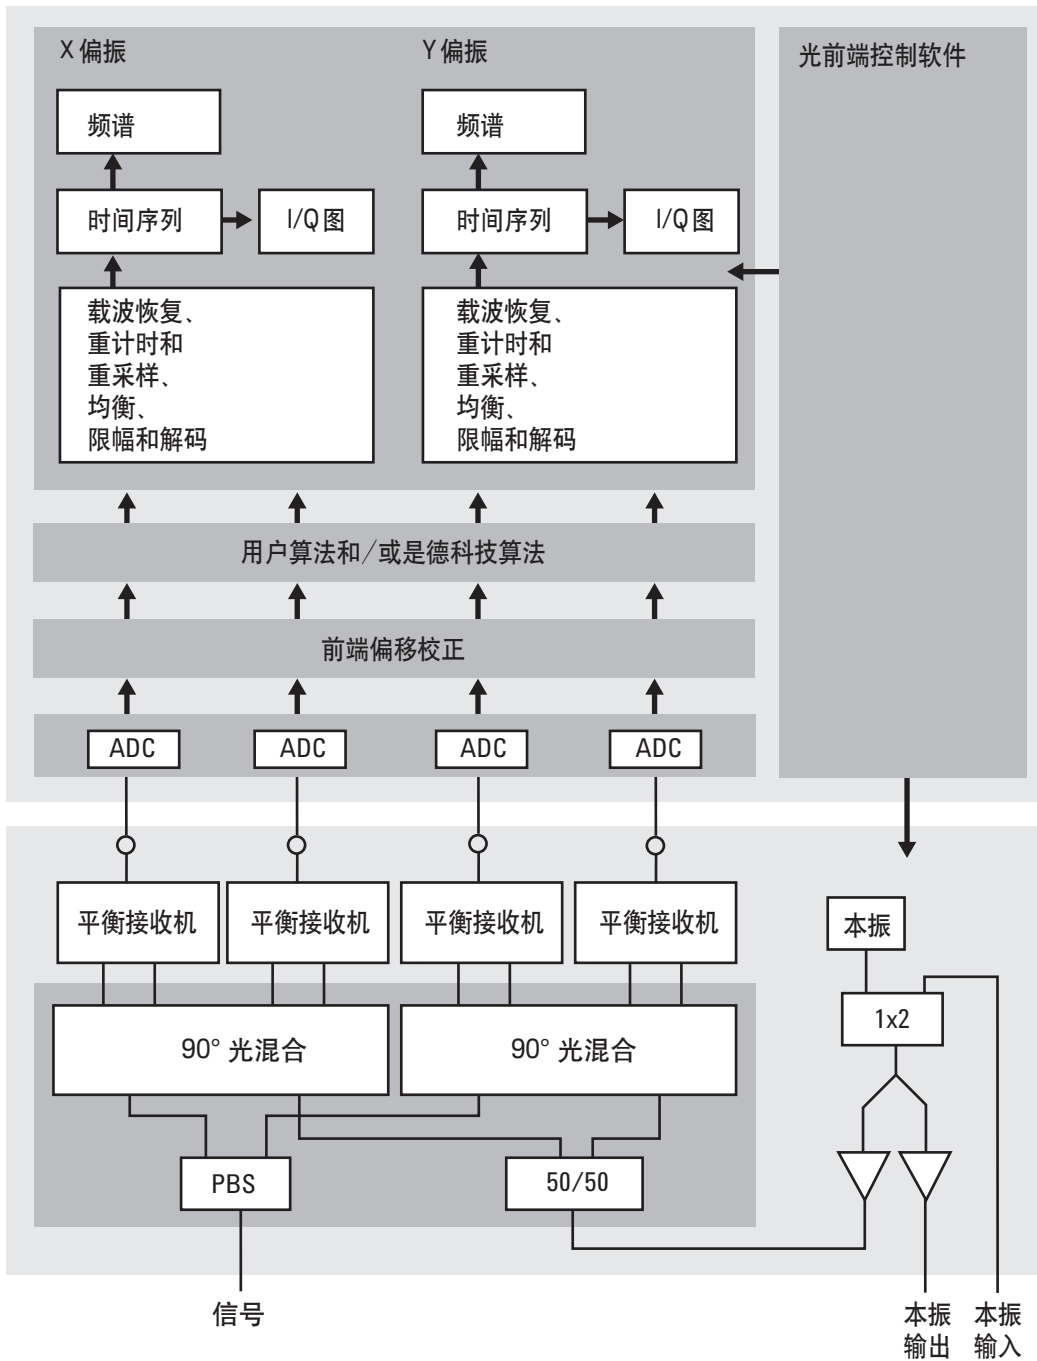 X 偏振
Y 偏振
光前端控制软件
频谱
频谱
时间序列
I/Q 图
时间序列
I/Q 图
载波恢复、
重计时和
重采样、
均衡、
限幅和解码
载波恢复、
重计时和
重采样、
均衡、
限幅和解码
用户算法和/或是德科技算法
前端偏移校正
ADC
ADC
ADC
ADC
平衡接收机
平衡接收机
平衡接收机
平衡接收机
本振
1x2
90° 光混合
90° 光混合
PBS
50/50
信号
本振
输出
本振
输入